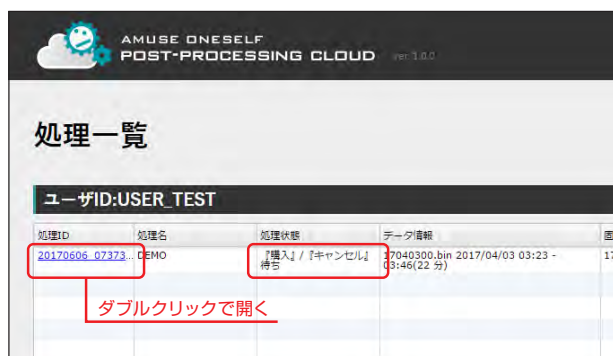 AMUSE ONESELF
POST-PROCESSING CLOUD ver 1.0.0
処理一覧
ユーザID:USER_TEST
処理ID 処理名 処理状態 データ情報
20170606_07373... DEMO 『購入』/『キャンセル』 17040300.bin 2017/04/03 03:23 -
待ち 03:46(22 分)
ダブルクリックで開く